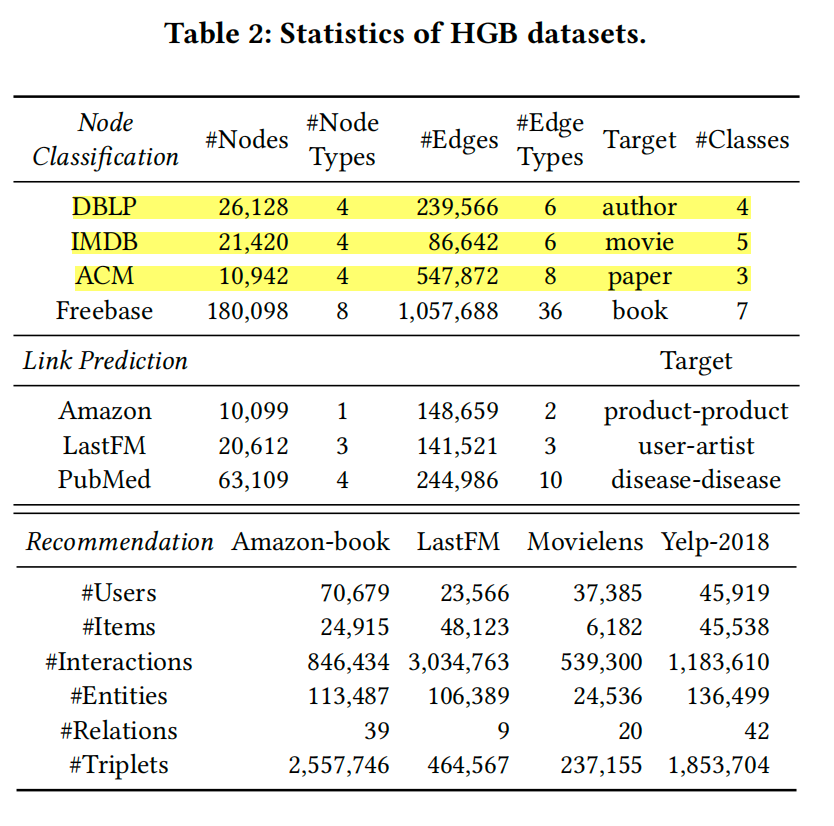 Table 2: Statistics of HGB datasets.
Node Classification #Nodes #Node Types #Edges #Edge Types Target #Classes
DBLP 26,128 4 239,566 6 author 4
IMDB 21,420 4 86,642 6 movie 5
ACM 10,942 4 547,872 8 paper 3
Freebase 180,098 8 1,057,688 36 book 7
Link Prediction Target
Amazon 10,099 1 148,659 2 product-product
LastFM 20,612 3 141,521 3 user-artist
PubMed 63,109 4 244,986 10 disease-disease
Recommendation Amazon-book LastFM Movielens Yelp-2018
#Users 70,679 23,566 37,385 45,919
#Items 24,915 48,123 6,182 45,538
#Interactions 846,434 3,034,763 539,300 1,183,610
#Entities 113,487 106,389 24,536 136,499
#Relations 39 9 20 42
#Triplets 2,557,746 464,567 237,155 1,853,704